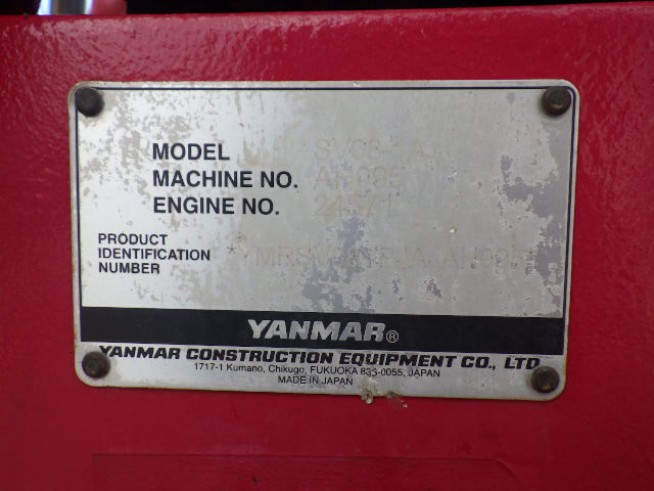 MODEL
MACHINE NO.
ENGINE NO.
PRODUCT
IDENTIFICATION
NUMBER
YANMAR®
YANMAR CONSTRUCTION EQUIPMENT CO., LTD
1717-1 Kumano, Chikugo, FUKUOKA 833-0055, JAPAN
MADE IN JAPAN